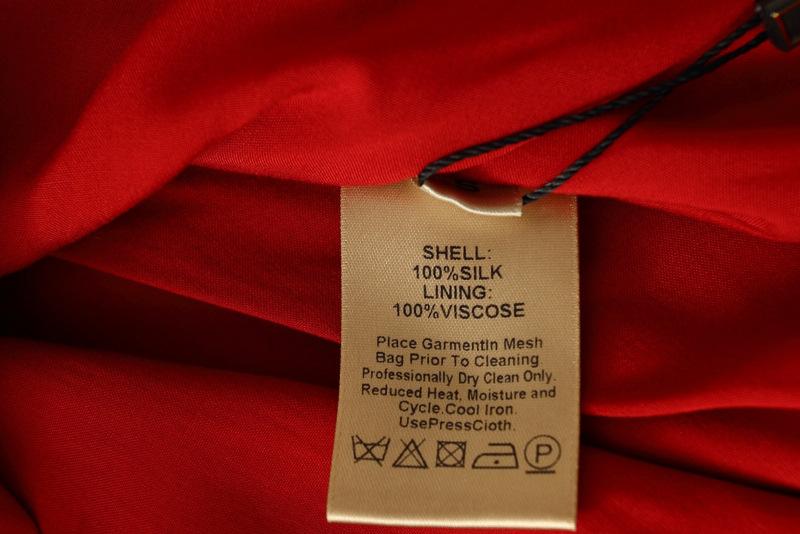 SHELL:
100%SILK
LINING:
100%VISCOSE
Place GarmentIn Mesh
Bag Prior To Cleaning.
Professionally Dry Clean Only.
Reduced Heat, Moisture and
Cycle.Cool Iron.
UsePressCloth.
P